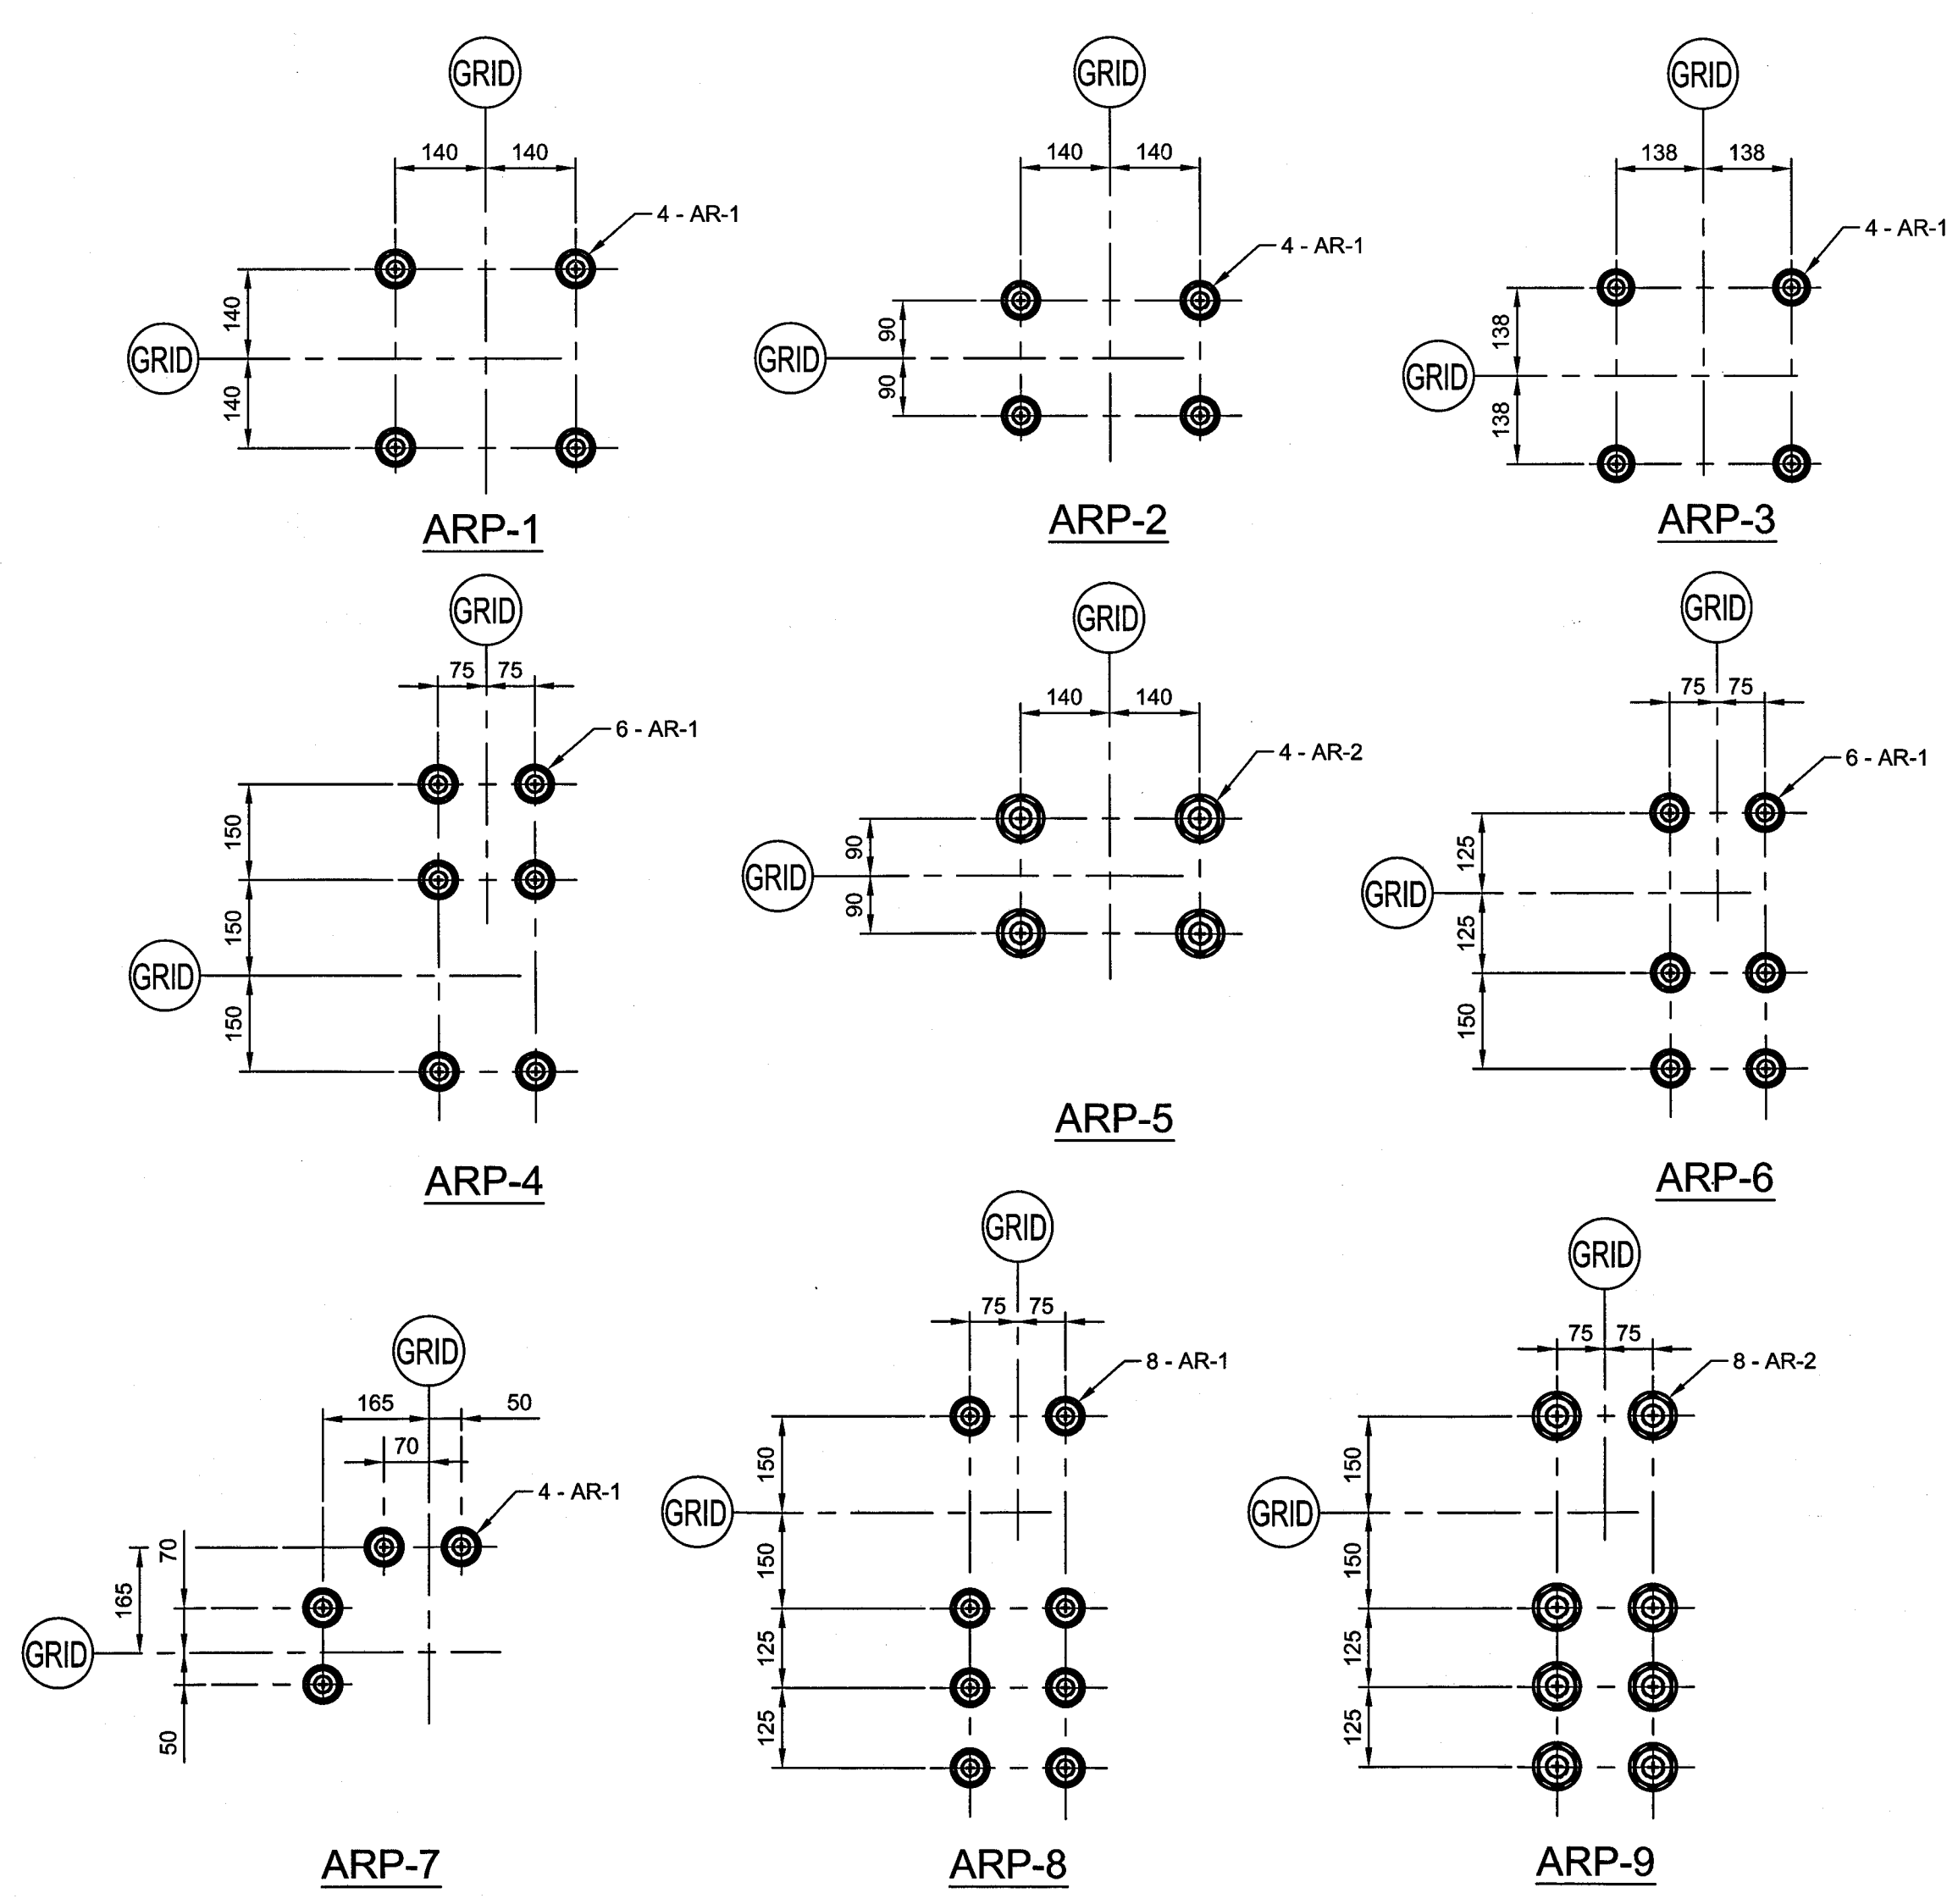 GRID
140 140
4 - AR-1
140
GRID
140
ARP-1
GRID
140 140
4 - AR-1
90
GRID
90
ARP-2
GRID
138 138
4 - AR-1
138
GRID
138
ARP-3
GRID
75 75
6 - AR-1
150
150
GRID
150
ARP-4
GRID
140 140
4 - AR-2
90
GRID
90
ARP-5
GRID
75 75
6 - AR-1
125
GRID
125
150
ARP-6
GRID
165 50
70
4 - AR-1
70
165
GRID
50
ARP-7
GRID
75 75
8 - AR-1
150
GRID
150
125
125
ARP-8
GRID
75 75
8 - AR-2
150
GRID
150
125
125
ARP-9